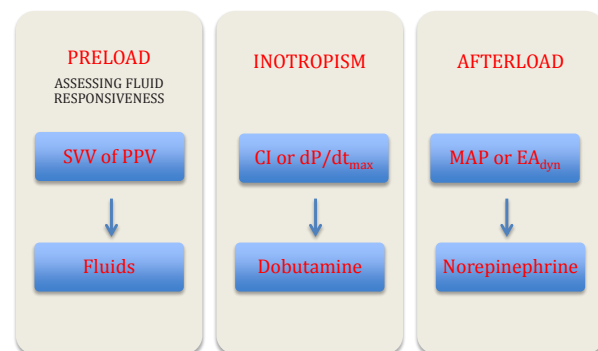 PRELOAD
ASSESSING FLUID
RESPONSIVENESS
SVV of PPV
Fluids
INOTROPISM
CI or dP/dtmax
Dobutamine
AFTERLOAD
MAP or EAdyn
Norepinephrine